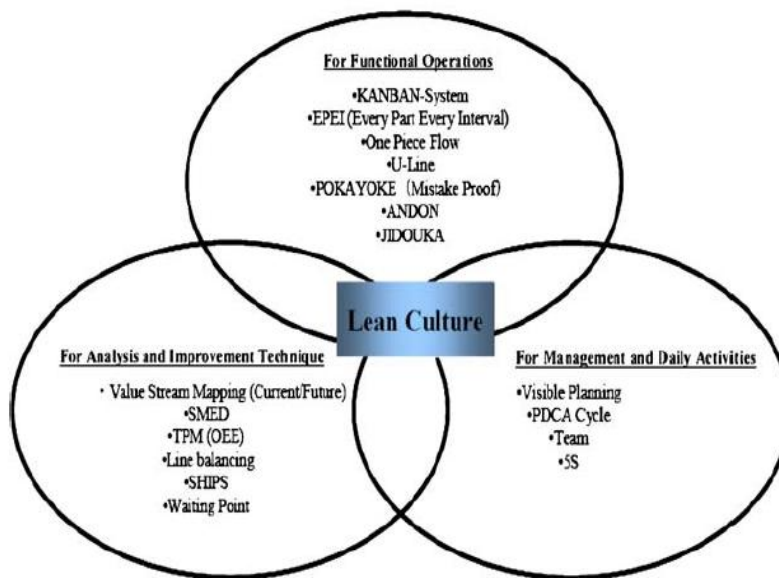 For Functional Operations
•KANBAN-System
•EPEI (Every Part Every Interval)
•One Piece Flow
•U-Line
•POKAYOKE (Mistake Proof)
•ANDON
•JIDOUKA
Lean Culture
For Analysis and Improvement Technique
· Value Stream Mapping (Current/Future)
•SMED
•TPM (OEE)
•Line balancing
•SHIPS
•Waiting Point
For Management and Daily Activities
•Visible Planning
•PDCA Cycle
•Team
•5S